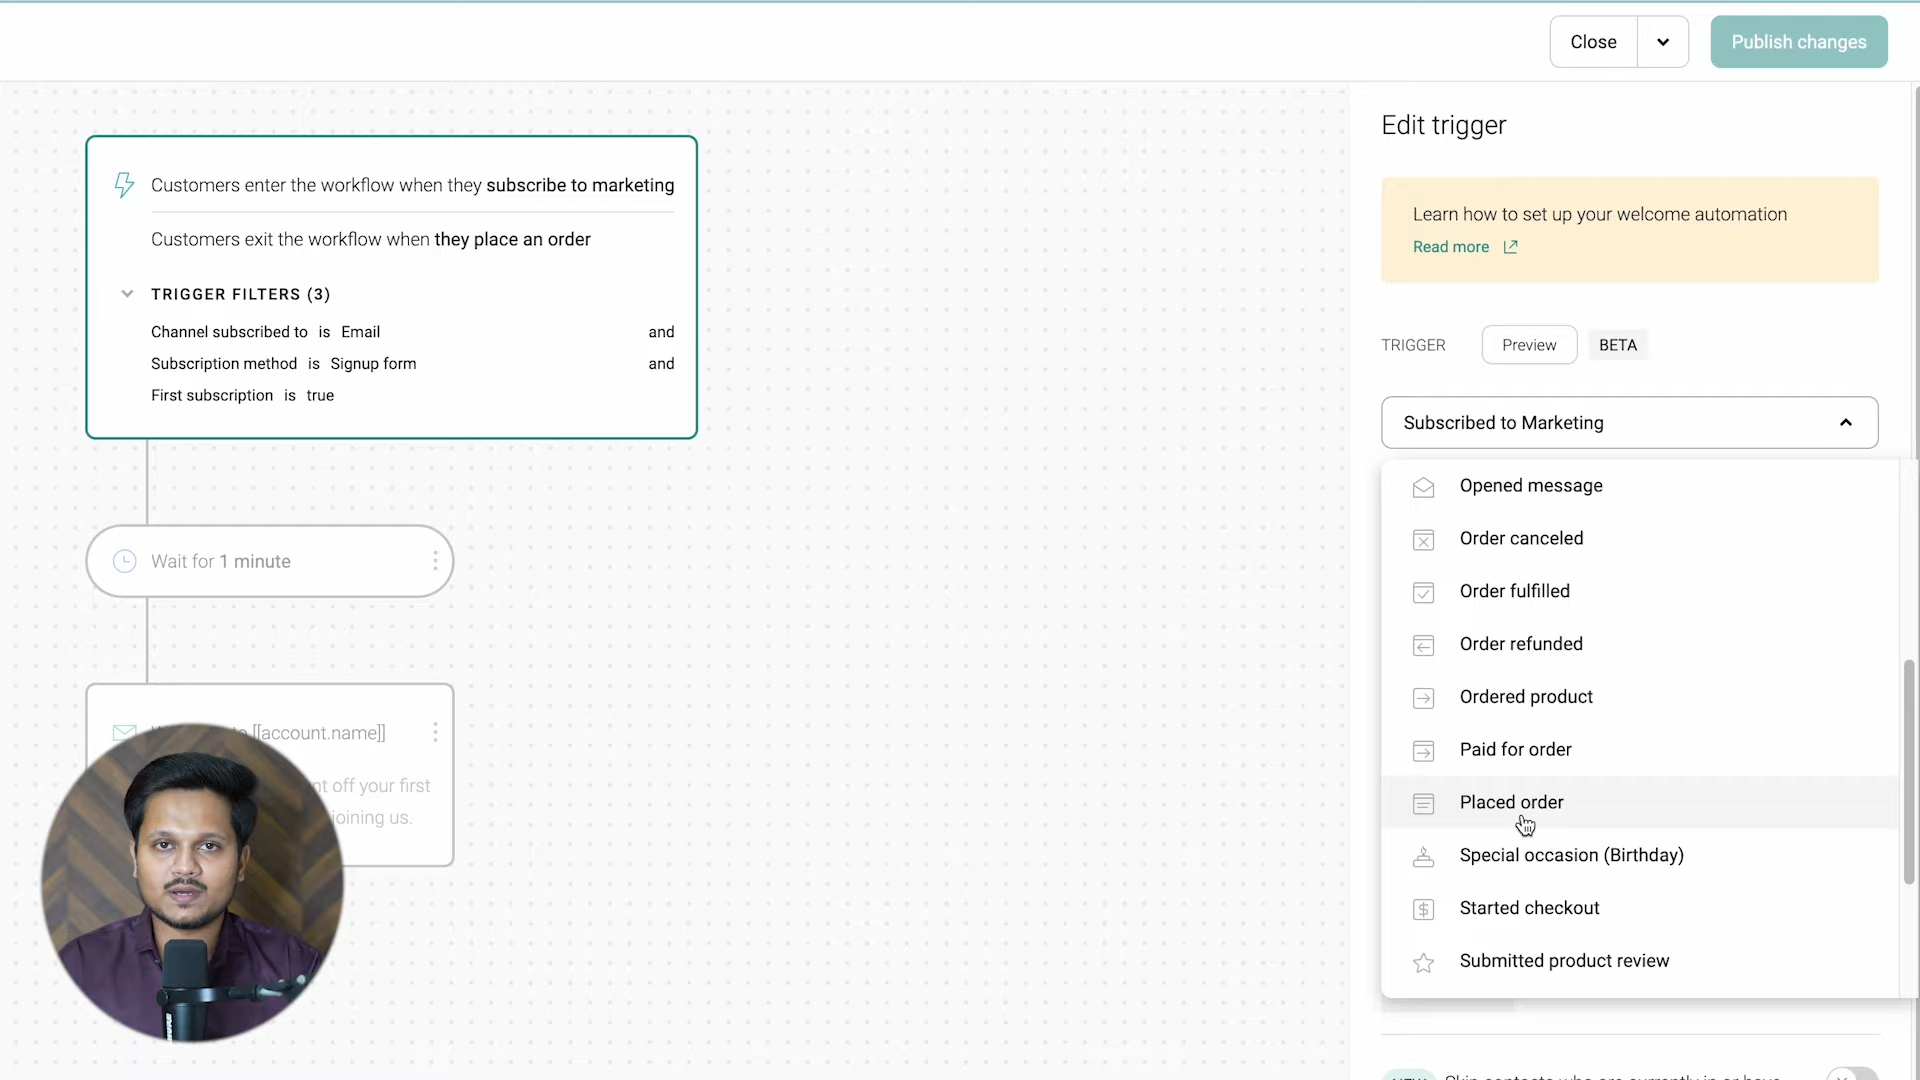 Close
Publish changes
Edit trigger
Customers enter the workflow when they subscribe to marketing
Customers exit the workflow when they place an order
TRIGGER FILTERS (3)
Channel subscribed to is Email and
Subscription method is Signup form and
First subscription is true
Wait for 1 minute
[[account.name]]
off your first
joining us.
Learn how to set up your welcome automation
Read more
TRIGGER Preview BETA
Subscribed to Marketing
Opened message
Order canceled
Order fulfilled
Order refunded
Ordered product
Paid for order
Placed order
Special occasion (Birthday)
Started checkout
Submitted product review